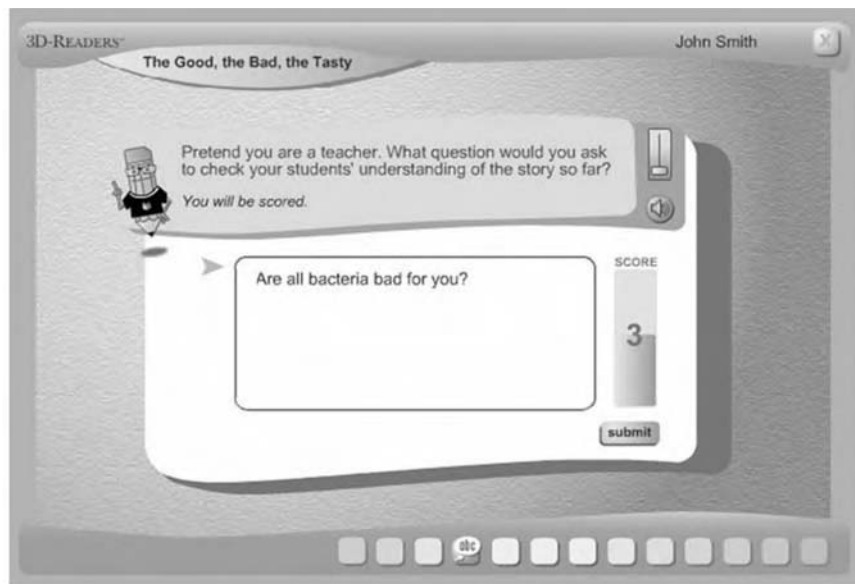 3D-READERS™
John Smith
X
The Good, the Bad, the Tasty
Pretend you are a teacher. What question would you ask
to check your students' understanding of the story so far?
You will be scored.
SCORE
Are all bacteria bad for you?
3
submit
abc